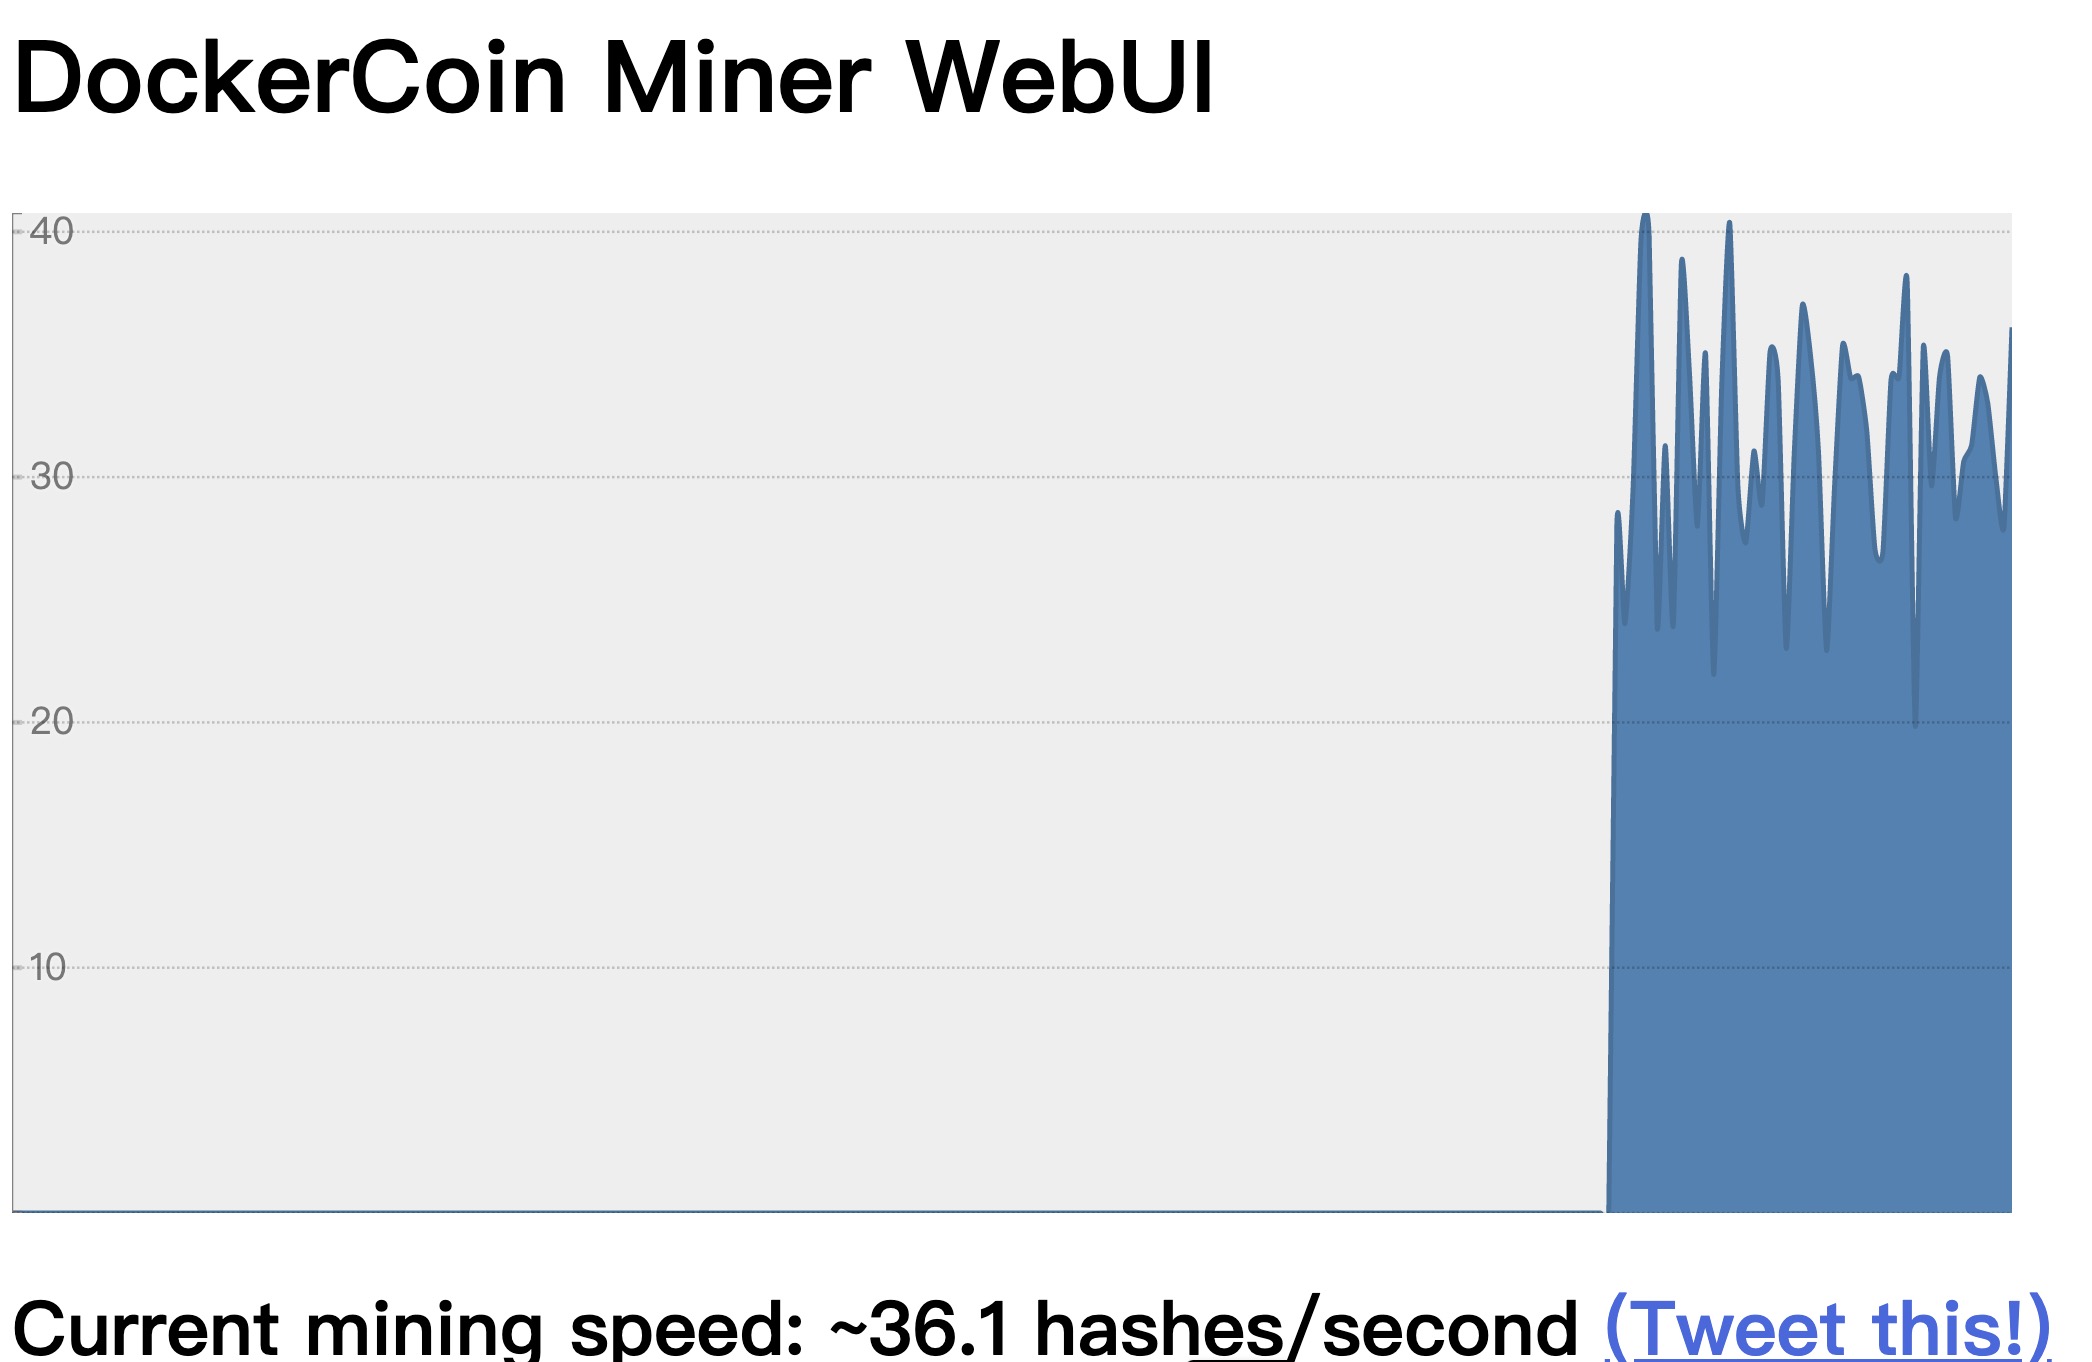 DockerCoin Miner WebUI
40
30
20
10
Current mining speed: ~36.1 hashes/second (Tweet this!)